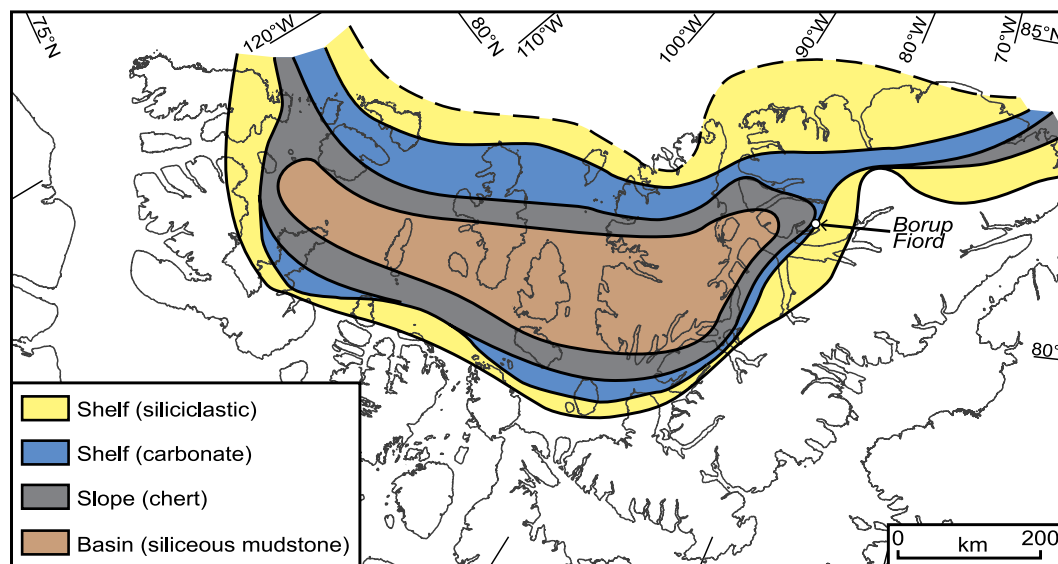 75°N
120°W
80°N
110°W
100°W
90°W
80°W
70°W
85°N
Borup
Fiord
80°
Shelf (siliciclastic)
Shelf (carbonate)
Slope (chert)
Basin (siliceous mudstone)
0 200
km